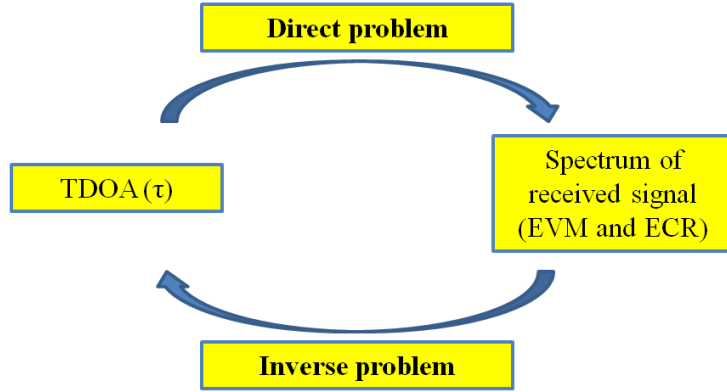 Direct problem
TDOA (τ)
Spectrum of
received signal
(EVM and ECR)
Inverse problem